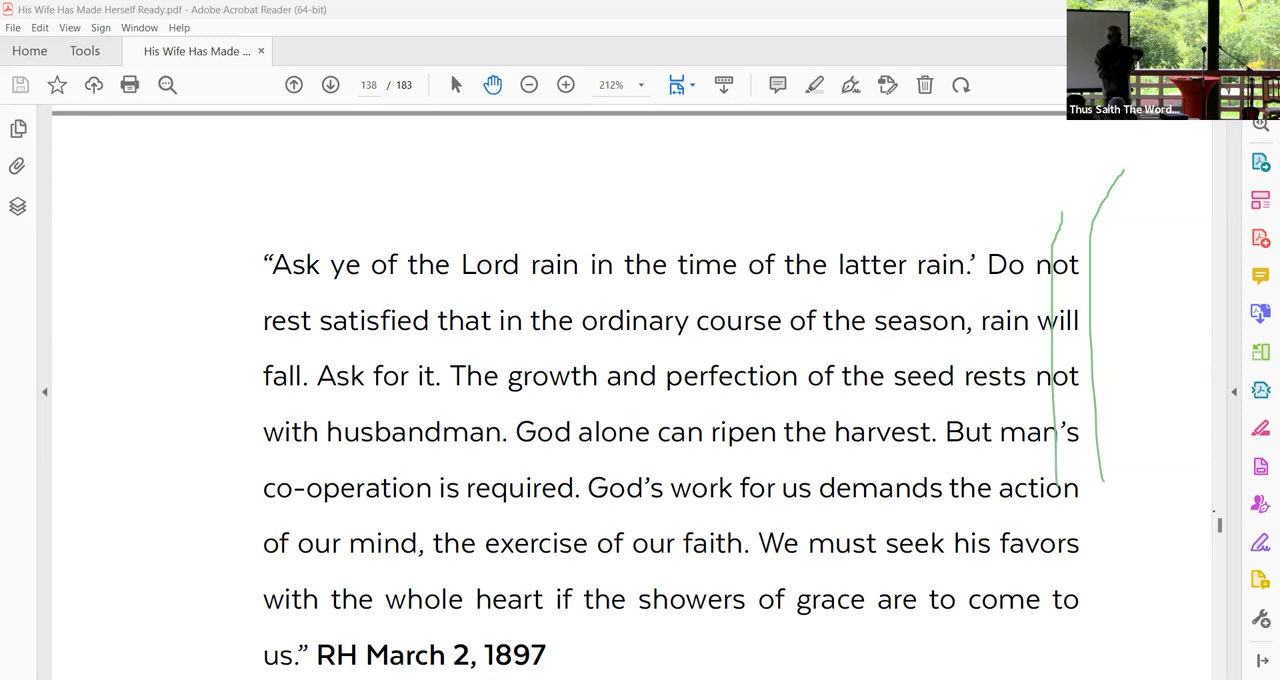 His Wife Has Made Herself Ready.pdf - Adobe Acrobat Reader (64-bit)
File Edit View Sign Window Help
Home Tools His Wife Has Made ... ×
138 / 183 212%
Thus Saith The Word...
“Ask ye of the Lord rain in the time of the latter rain.’ Do not
rest satisfied that in the ordinary course of the season, rain will
fall. Ask for it. The growth and perfection of the seed rests not
with husbandman. God alone can ripen the harvest. But man’s
co-operation is required. God’s work for us demands the action
of our mind, the exercise of our faith. We must seek his favors
with the whole heart if the showers of grace are to come to
us.” RH March 2, 1897